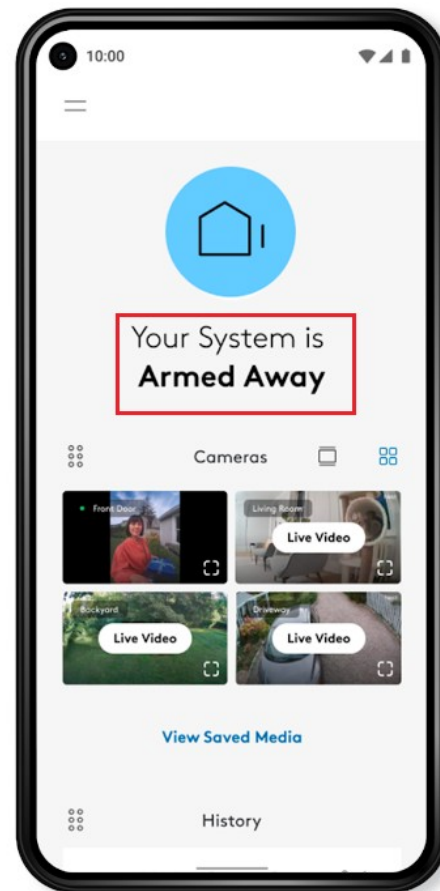 10:00
Your System is
Armed Away
Cameras
Front Door
Living Room
Live Video
Backyard
Live Video
Driveway
Live Video
View Saved Media
History